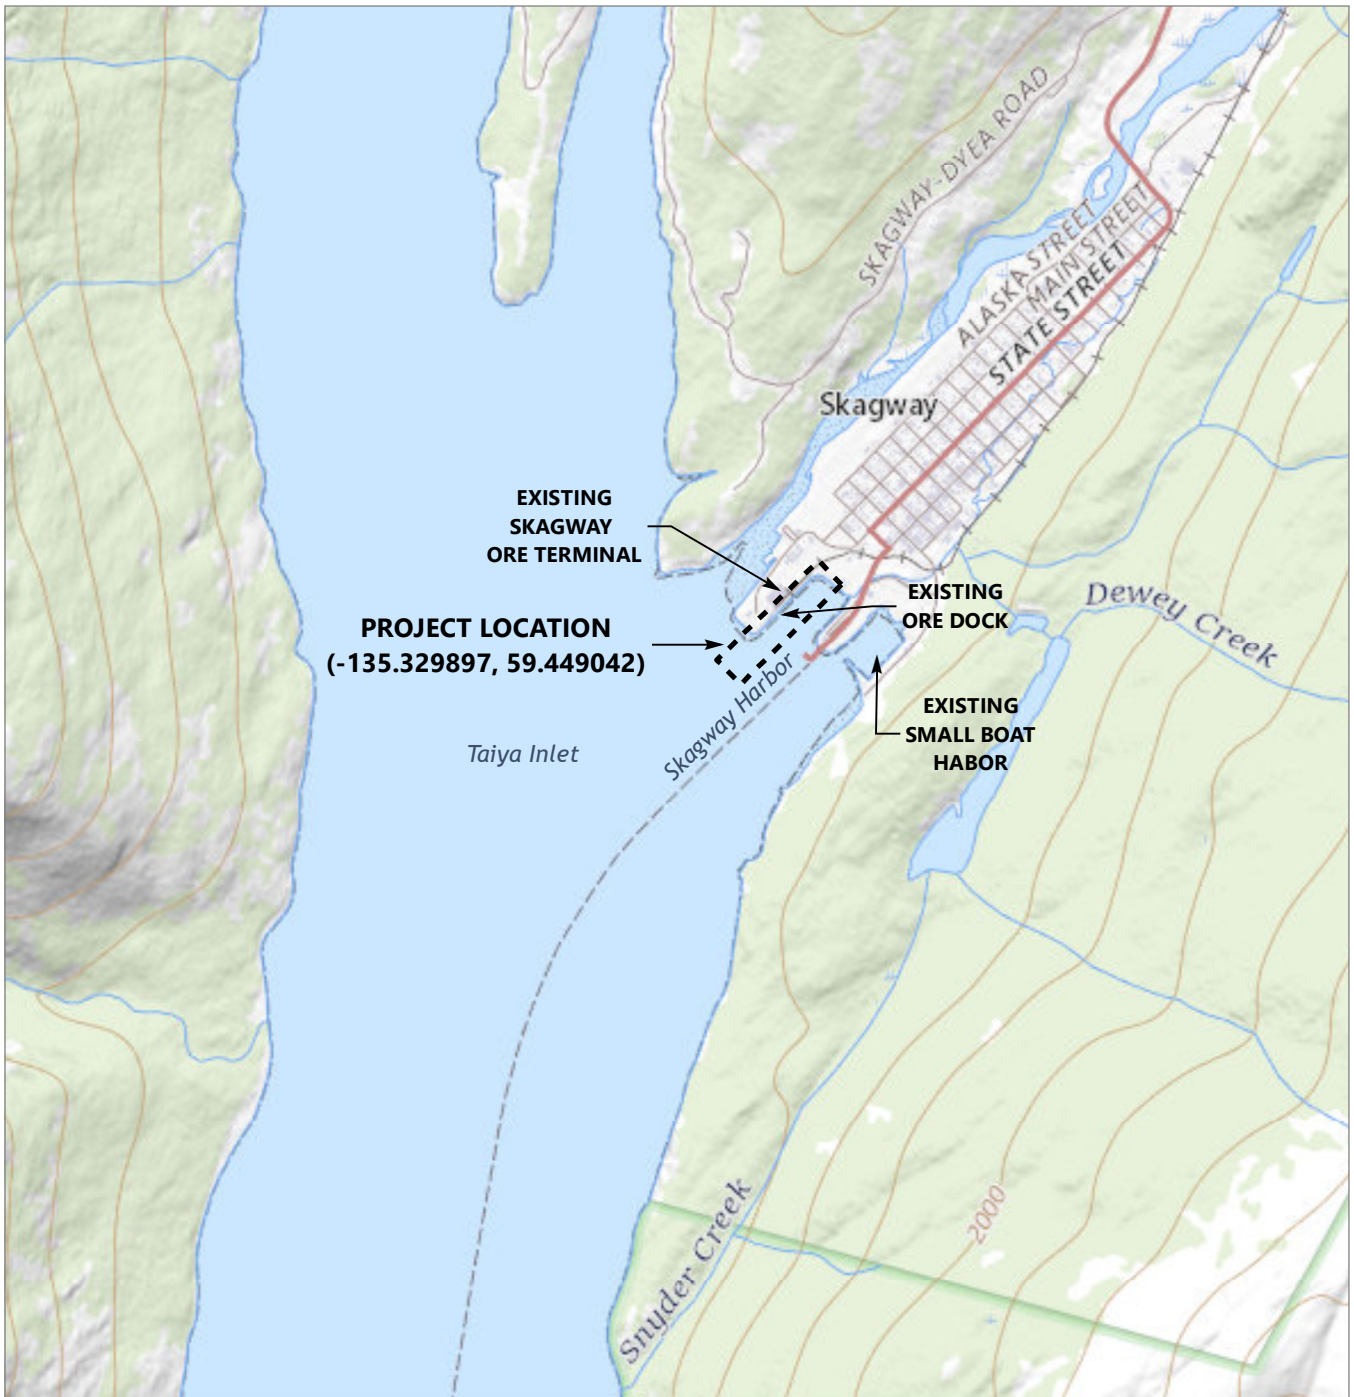 SKAGWAY-DYEA ROAD
ALASKA STREET
MAIN STREET
STATE STREET
Skagway
EXISTING
SKAGWAY
ORE TERMINAL
EXISTING
ORE DOCK
Dewey Creek
PROJECT LOCATION
(-135.329897, 59.449042)
Skagway Harbor
EXISTING
SMALL BOAT
HABOR
Taiya Inlet
2000
Snyder Creek